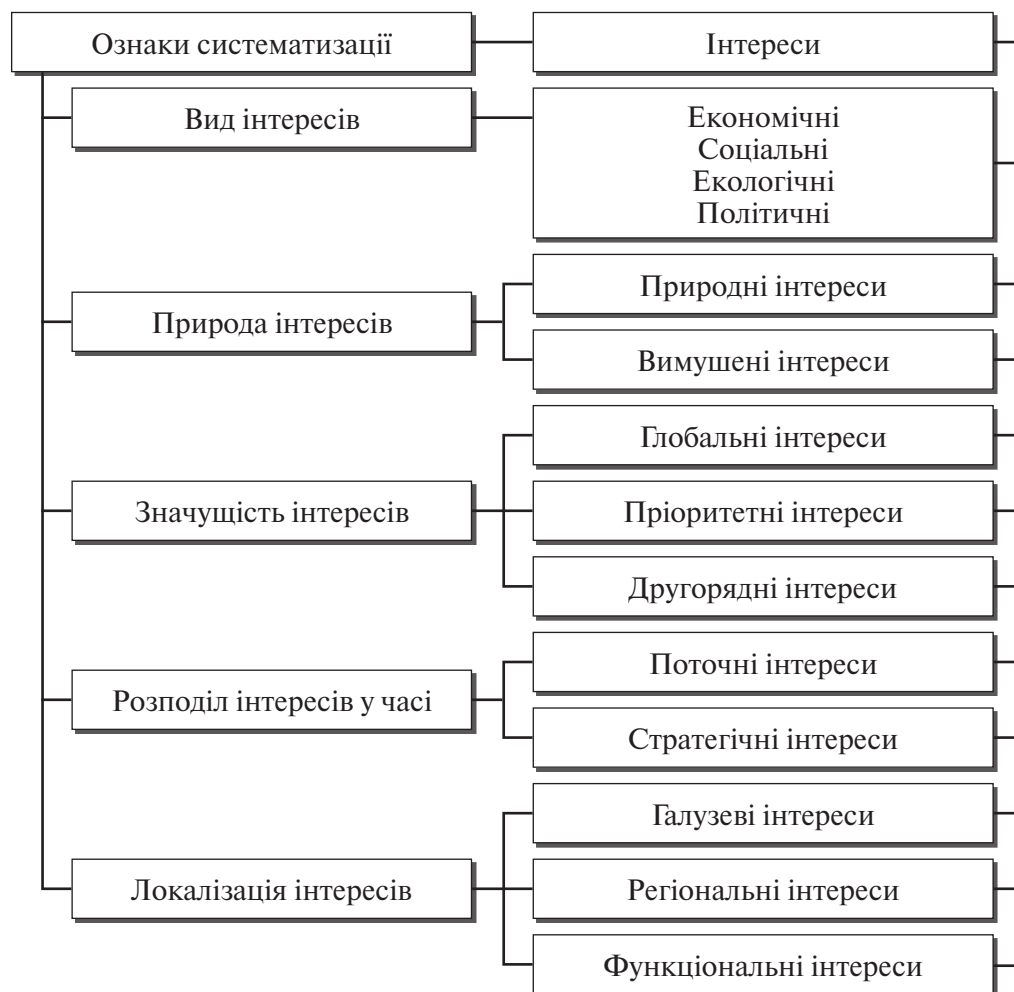 Ознаки систематизації
Інтереси
Вид інтересів
Економічні
Соціальні
Екологічні
Політичні
Природа інтересів
Природні інтереси
Вимушені інтереси
Значущість інтересів
Глобальні інтереси
Пріоритетні інтереси
Другорядні інтереси
Розподіл інтересів у часі
Поточні інтереси
Стратегічні інтереси
Локалізація інтересів
Галузеві інтереси
Регіональні інтереси
Функціональні інтереси